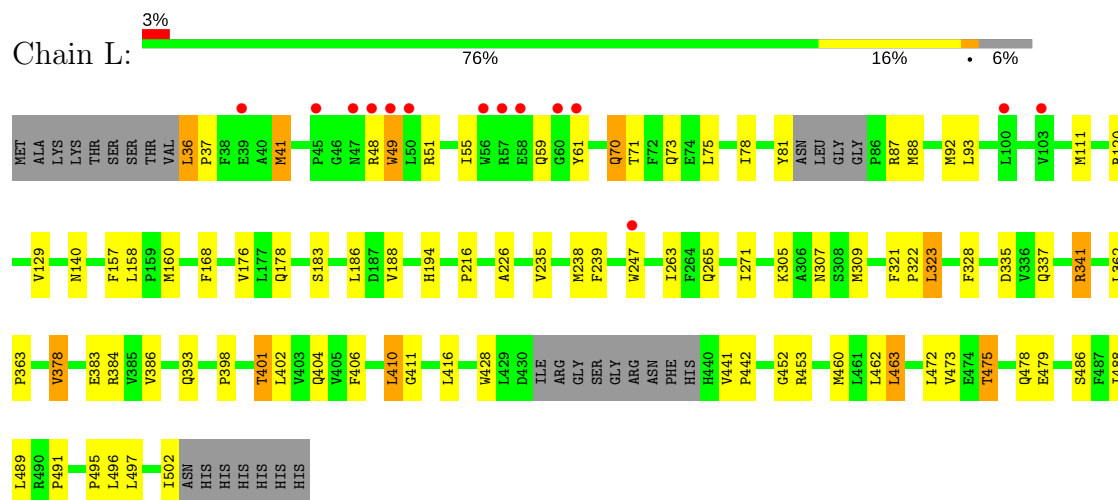 3%
Chain L:
76% 16% • 6%
MET ALA LYS LYS THR SER SER THR VAL L36 P37 F38 E39 A40 M41 P45 G46 N47 R48 W49 L50 R51 I55 W56 R57 E58 Q59 G60 Y61 Q70 T71 F72 Q73 E74 L75 I78 Y81 ASN LEU GLY GLY P86 R87 M88 M92 L93 L100 V103 M111
V129 N140 F157 L158 P159 M160 F168 V176 L177 Q178 S183 L186 D187 V188 H194 P216 A226 V235 M238 F239 W247 I263 F264 Q265 I271 K305 A306 N307 S308 M309 F321 P322 L323 F328 D335 V336 Q337 R341 L362
P363 V378 E383 R384 V385 V386 Q393 P398 T401 L402 V403 Q404 V405 F406 L410 G411 L416 W428 L429 D430 ILE ARG GLY SER GLY ARG ASN PHE HIS H440 V441 P442 G452 R453 M460 L461 L462 L463 L472 V473 E474 T475 Q478 E479 S486 F487
L489 R490 P491 P495 L496 L497 I502 ASN HIS HIS HIS HIS HIS HIS